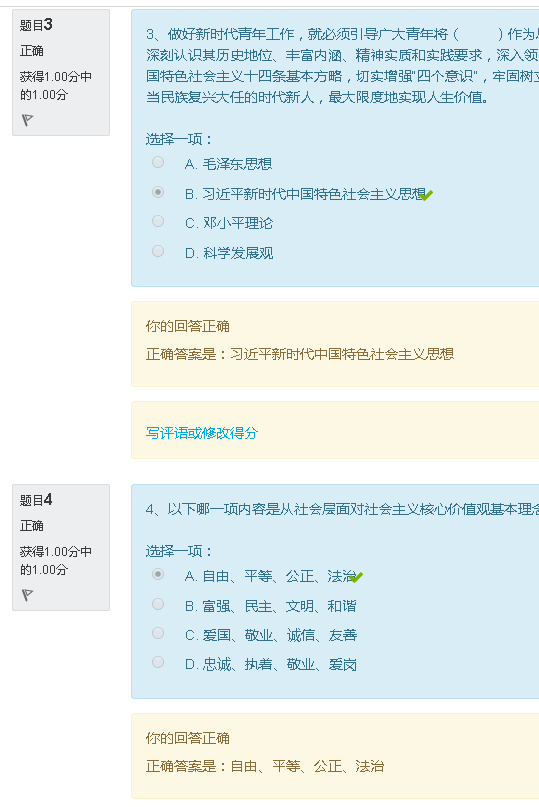 题目3
正确
获得1.00分中
的1.00分
3、做好新时代青年工作，就必须引导广大青年将（ ）作为
深刻认识其历史地位、丰富内涵、精神实质和实践要求，深入领
国特色社会主义十四条基本方略，切实增强"四个意识"，牢固树立
当民族复兴大任的时代新人，最大限度地实现人生价值。
选择一项：
A. 毛泽东思想
B. 习近平新时代中国特色社会主义思想
C. 邓小平理论
D. 科学发展观
你的回答正确
正确答案是：习近平新时代中国特色社会主义思想
写评语或修改得分
题目4
正确
获得1.00分中
的1.00分
4、以下哪一项内容是从社会层面对社会主义核心价值观基本理念
选择一项：
A. 自由、平等、公正、法治
B. 富强、民主、文明、和谐
C. 爱国、敬业、诚信、友善
D. 忠诚、执着、敬业、爱岗
你的回答正确
正确答案是：自由、平等、公正、法治